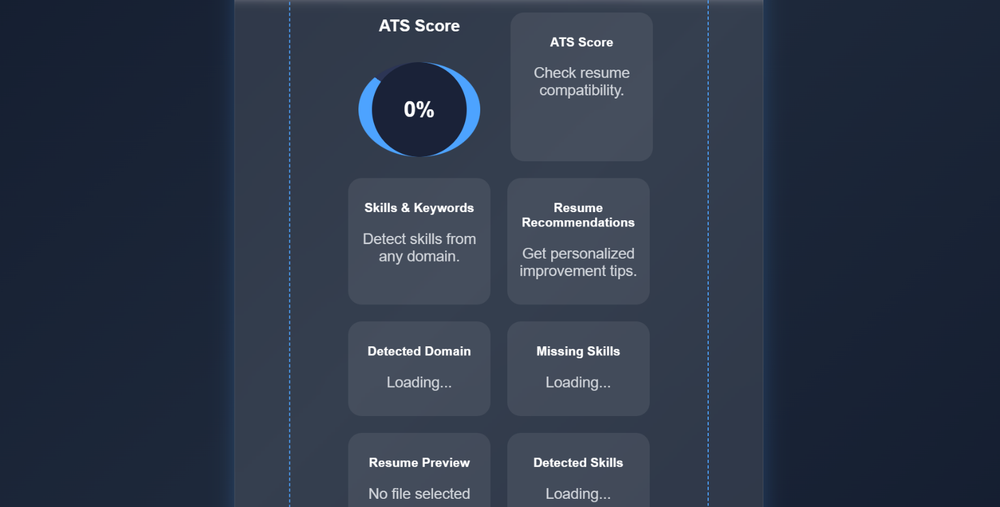 ATS Score
0%
ATS Score
Check resume
compatibility.
Skills & Keywords
Detect skills from
any domain.
Resume
Recommendations
Get personalized
improvement tips.
Detected Domain
Loading...
Missing Skills
Loading...
Resume Preview
No file selected
Detected Skills
Loading...